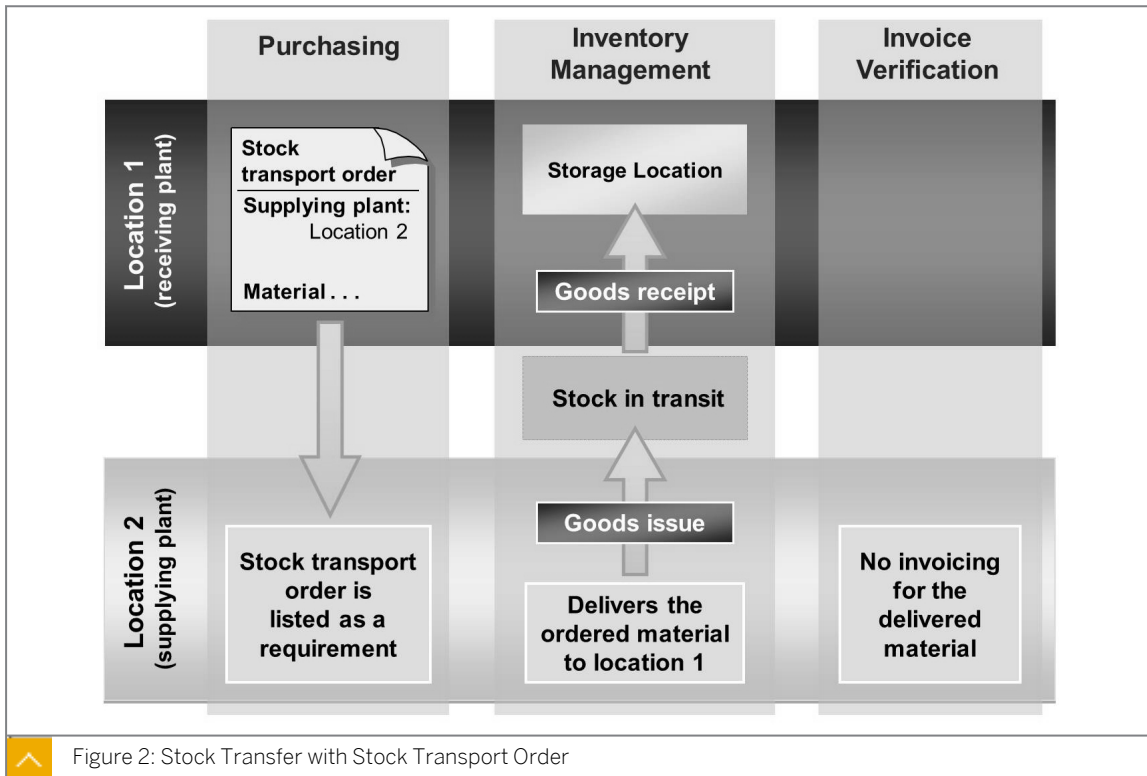 Purchasing
Inventory
Management
Invoice
Verification
Location 1
(receiving plant)
Stock
transport order
Supplying plant:
Location 2
Material . . .
Storage Location
Goods receipt
Stock in transit
Location 2
(supplying plant)
Stock transport
order is
listed as a
requirement
Goods issue
Delivers the
ordered material
to location 1
No invoicing
for the
delivered
material
Figure 2: Stock Transfer with Stock Transport Order